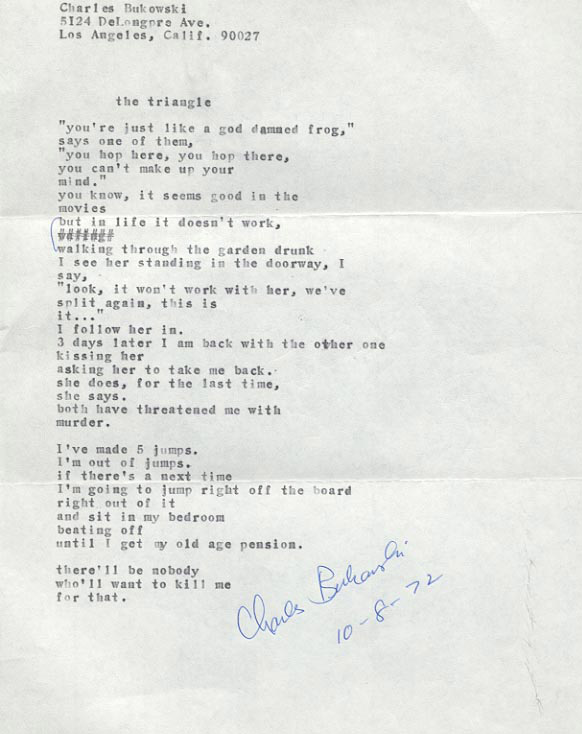 Charles Bukowski
5124 DeLongpre Ave.
Los Angeles, Calif. 90027
the triangle
"you're just like a god damned frog,"
says one of them,
"you hop here, you hop there,
you can't make up your
mind."
you know, it seems good in the
movies
but in life it doesn't work,
walking through the garden drunk
I see her standing in the doorway, I
say,
"look, it won't work with her, we've
split again, this is
it..."
I follow her in.
3 days later I am back with the other one
kissing her
asking her to take me back.
she does, for the last time,
she says.
both have threatened me with
murder.
I've made 5 jumps.
I'm out of jumps.
if there's a next time
I'm going to jump right off the board
right out of it
and sit in my bedroom
beating off
until I get my old age pension.
there'll be nobody
who'll want to kill me
for that.
Charles Bukowski
10-8-72